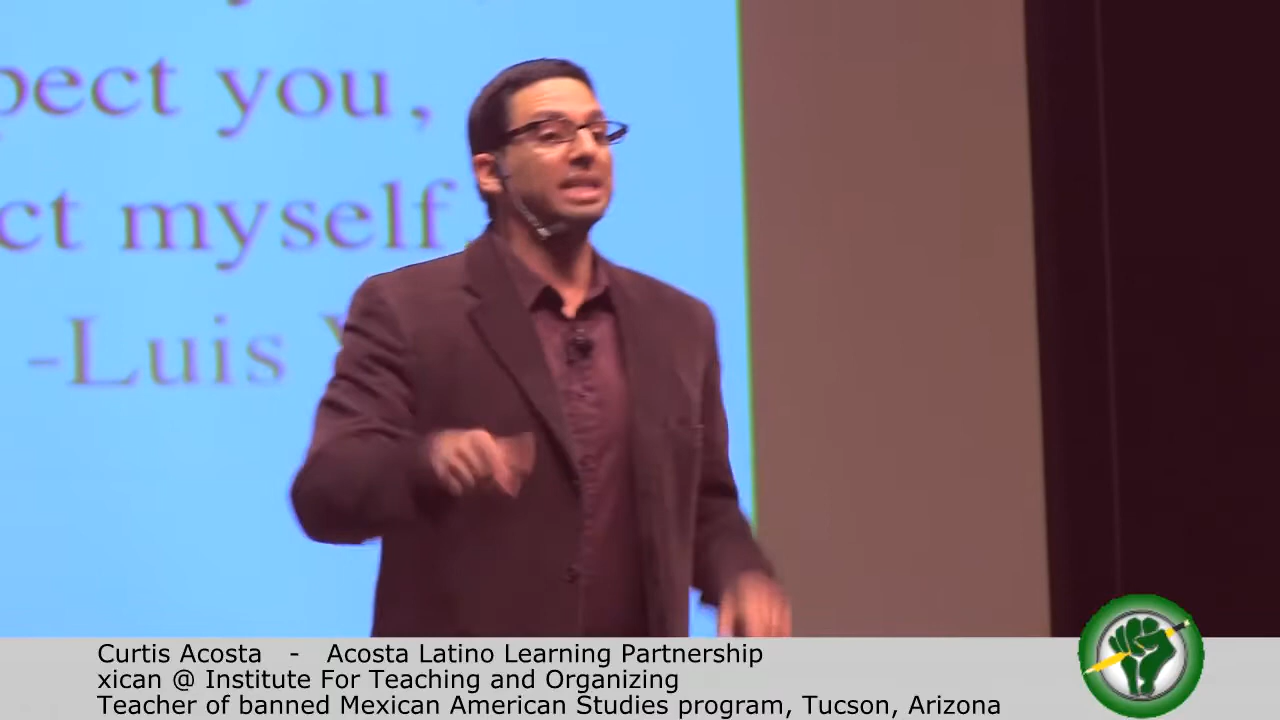 pect you,
ct myself
-Luis
Curtis Acosta - Acosta Latino Learning Partnership
xican @ Institute For Teaching and Organizing
Teacher of banned Mexican American Studies program, Tucson, Arizona